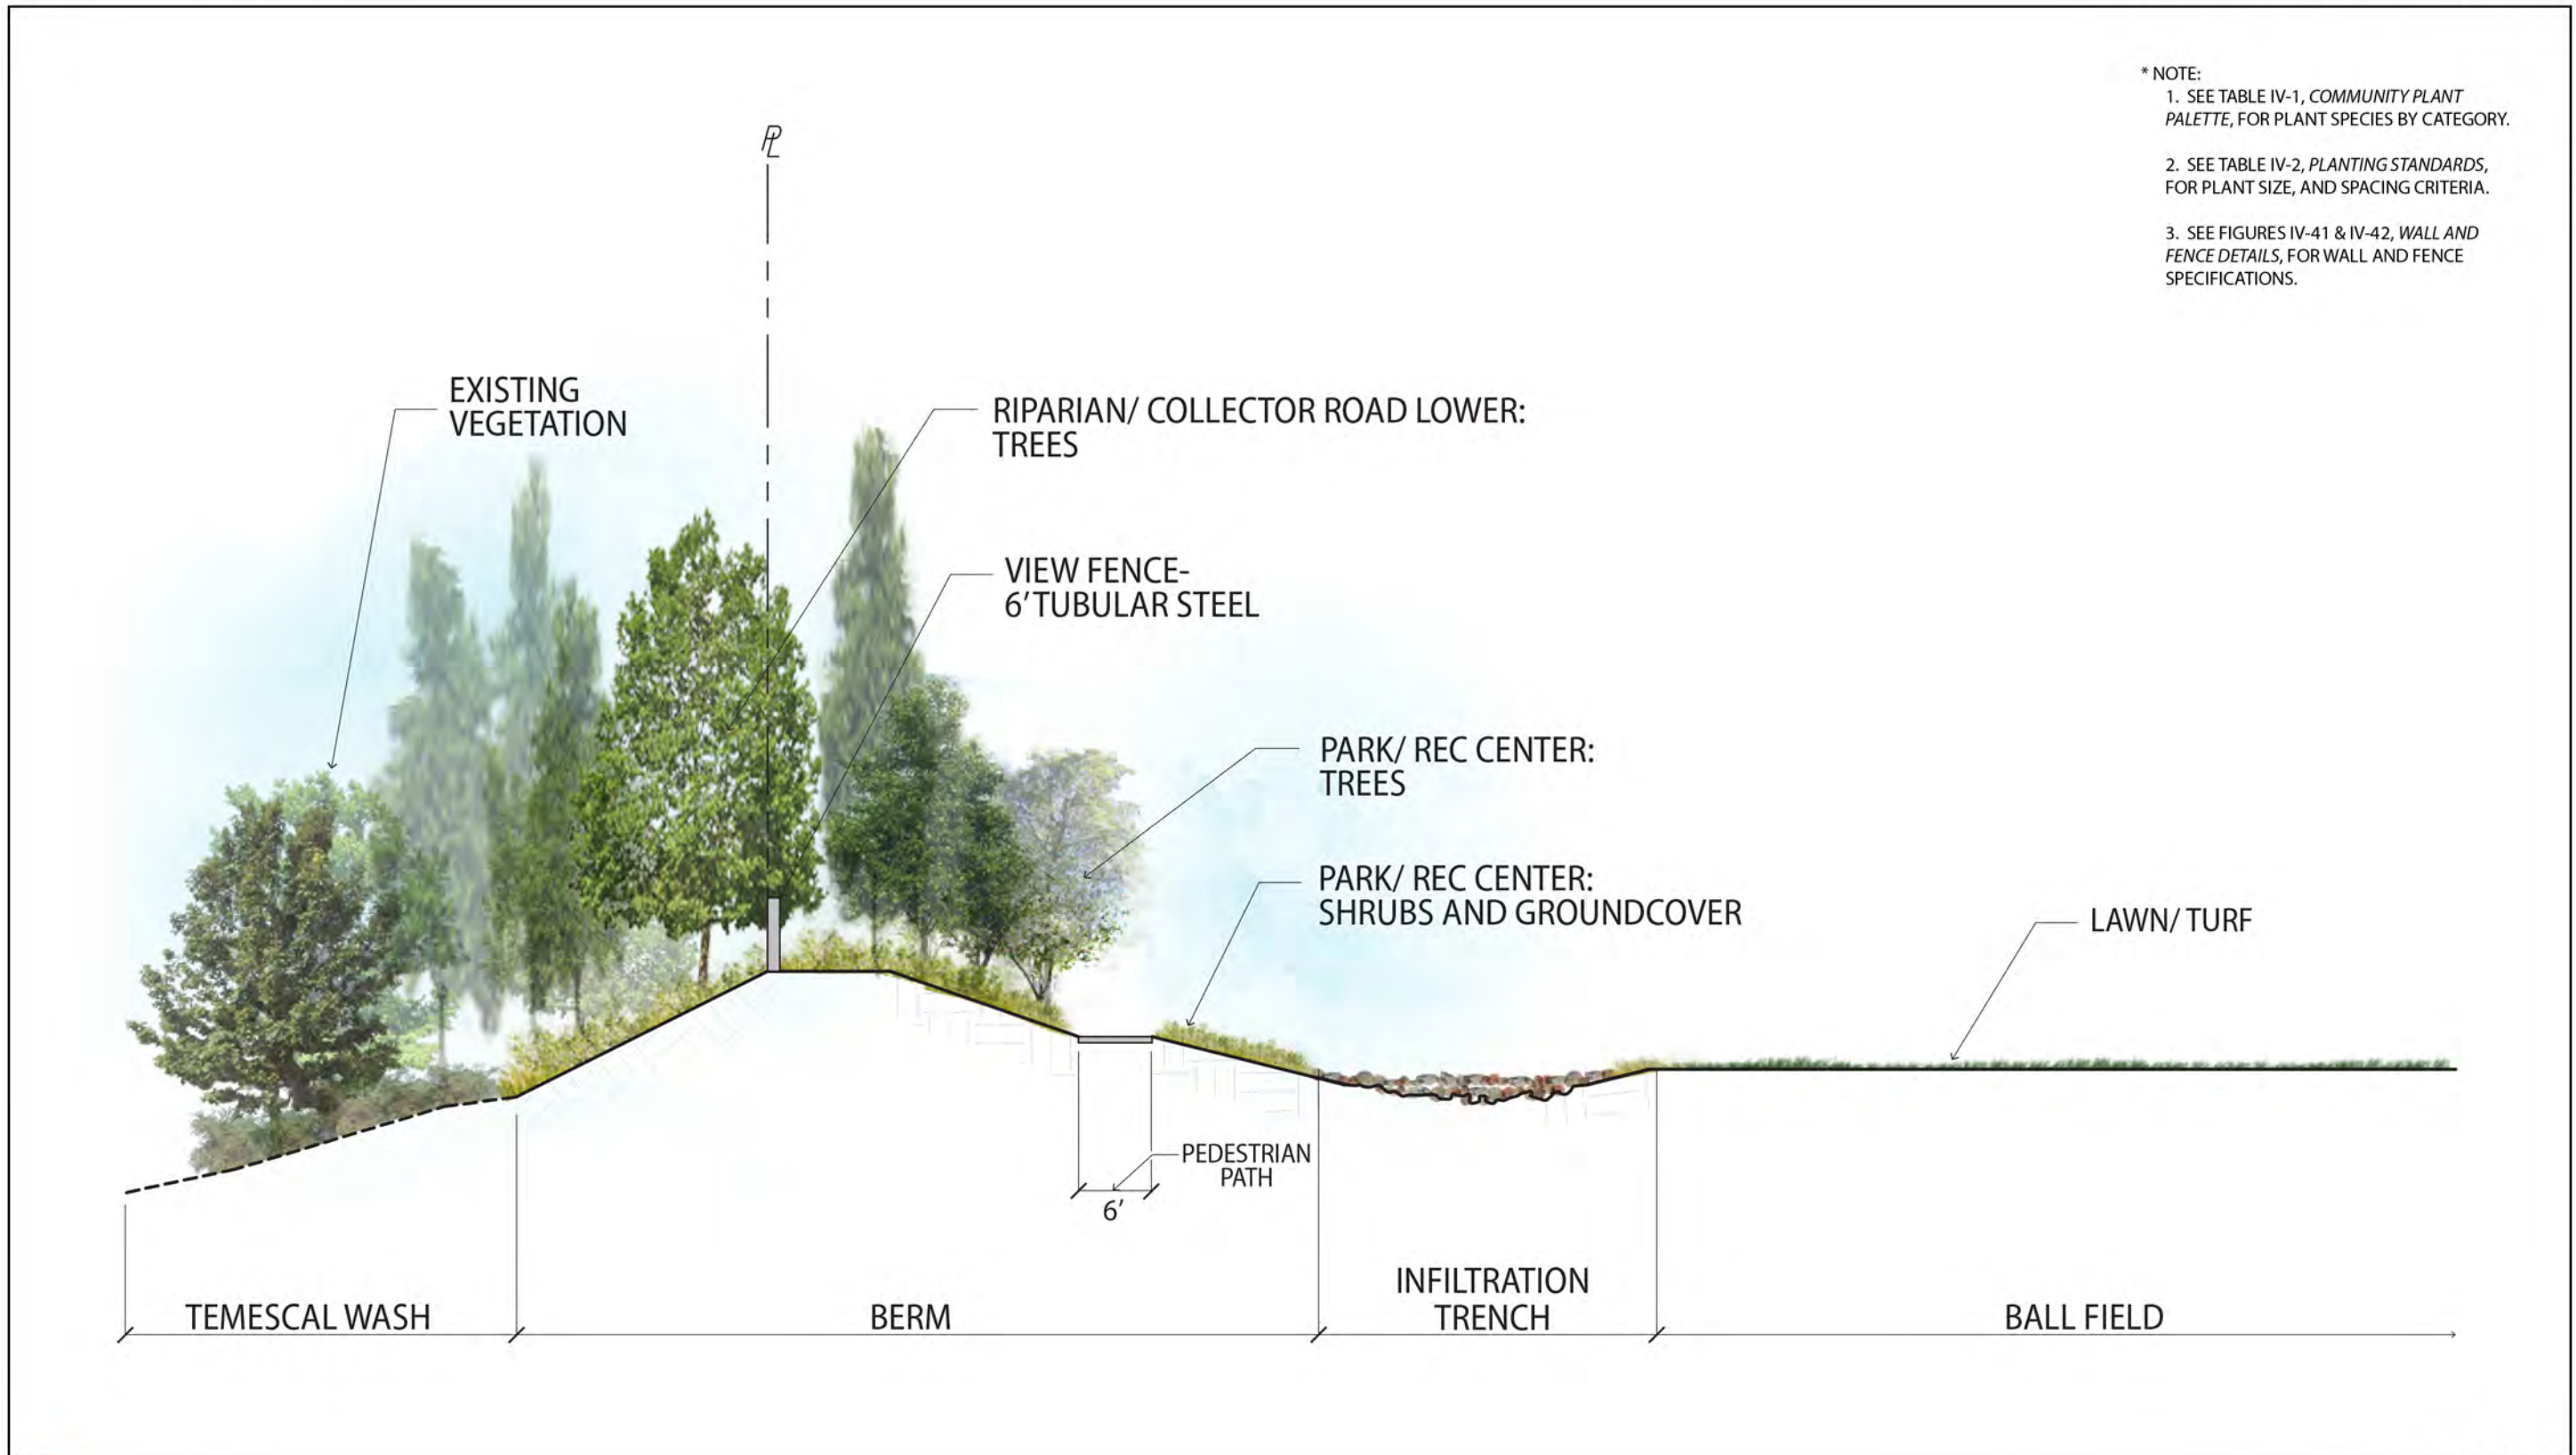 * NOTE:
1. SEE TABLE IV-1, COMMUNITY PLANT
PALETTE, FOR PLANT SPECIES BY CATEGORY.
2. SEE TABLE IV-2, PLANTING STANDARDS,
FOR PLANT SIZE, AND SPACING CRITERIA.
3. SEE FIGURES IV-41 & IV-42, WALL AND
FENCE DETAILS, FOR WALL AND FENCE
SPECIFICATIONS.
PL
EXISTING
VEGETATION
RIPARIAN/ COLLECTOR ROAD LOWER:
TREES
VIEW FENCE-
6' TUBULAR STEEL
PARK/ REC CENTER:
TREES
PARK/ REC CENTER:
SHRUBS AND GROUNDCOVER
LAWN/ TURF
PEDESTRIAN
PATH
6'
TEMESCAL WASH
BERM
INFILTRATION
TRENCH
BALL FIELD